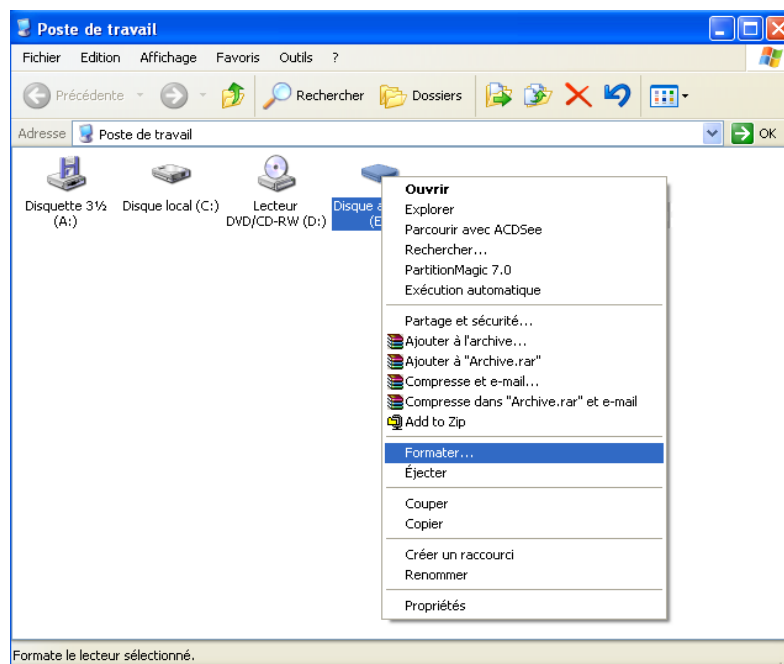 Poste de travail
Fichier Edition Affichage Favoris Outils ?
Précédente Rechercher Dossiers
Adresse Poste de travail OK
Disquette 3½ (A:)
Disque local (C:)
Lecteur DVD/CD-RW (D:)
Disque
Ouvrir
Explorer
Parcourir avec ACDSee
Rechercher...
PartitionMagic 7.0
Exécution automatique
Partage et sécurité...
Ajouter à l'archive...
Ajouter à "Archive.rar"
Compresse et e-mail...
Compresse dans "Archive.rar" et e-mail
Add to Zip
Formater...
Éjecter
Couper
Copier
Créer un raccourci
Renommer
Propriétés
Formate le lecteur sélectionné.